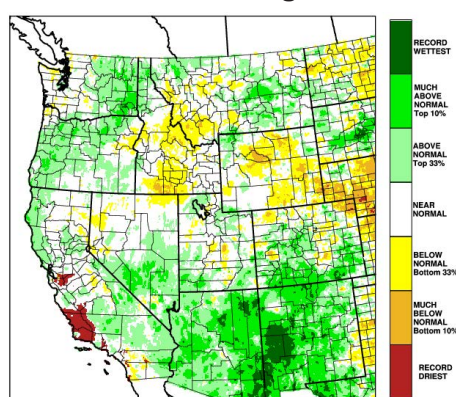 RECORD
WETTEST
MUCH
ABOVE
NORMAL
Top 10%
ABOVE
NORMAL
Top 33%
NEAR
NORMAL
BELOW
NORMAL
Bottom 33%
MUCH
BELOW
NORMAL
Bottom 10%
RECORD
DRIEST